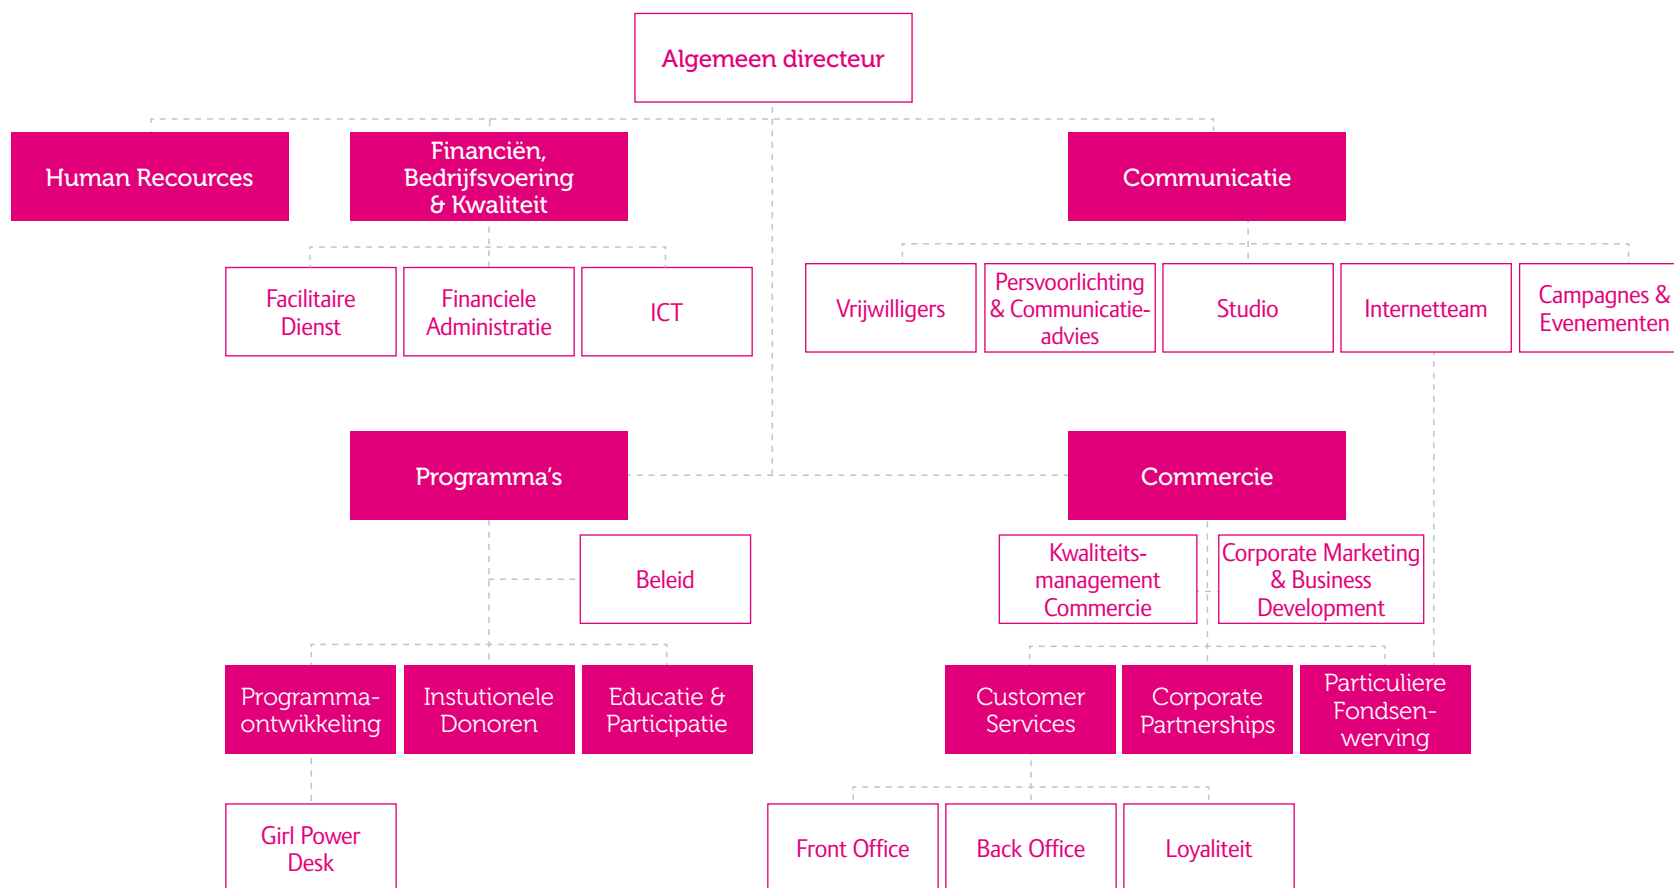 Algemeen directeur
Human Recources
Financiën,
Bedrijfsvoering
& Kwaliteit
Communicatie
Facilitaire
Dienst
Financiele
Administratie
ICT
Vrijwilligers
Persvoorlichting
& Communicatie-
advies
Studio
Internetteam
Campagnes &
Evenementen
Programma's
Commercie
Beleid
Kwaliteits-
management
Commercie
Corporate Marketing
& Business
Development
Programma-
ontwikkeling
Instutionele
Donoren
Educatie &
Participatie
Customer
Services
Corporate
Partnerships
Particuliere
Fondsen-
werving
Girl Power
Desk
Front Office
Back Office
Loyaliteit